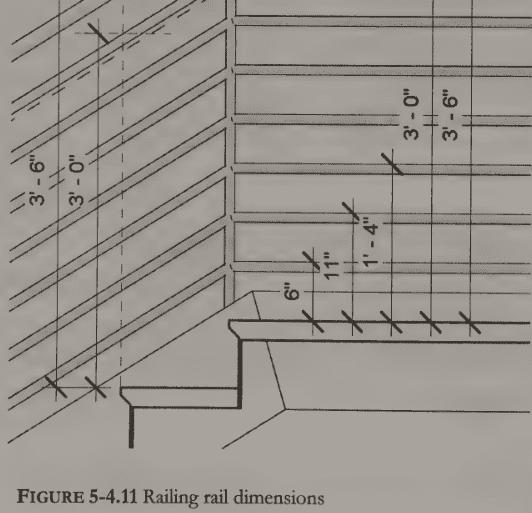 3' - 6"
3' - 0"
6"
11"
1' - 4"
3' - 0"
3' - 6"
FIGURE 5-4.11 Railing rail dimensions